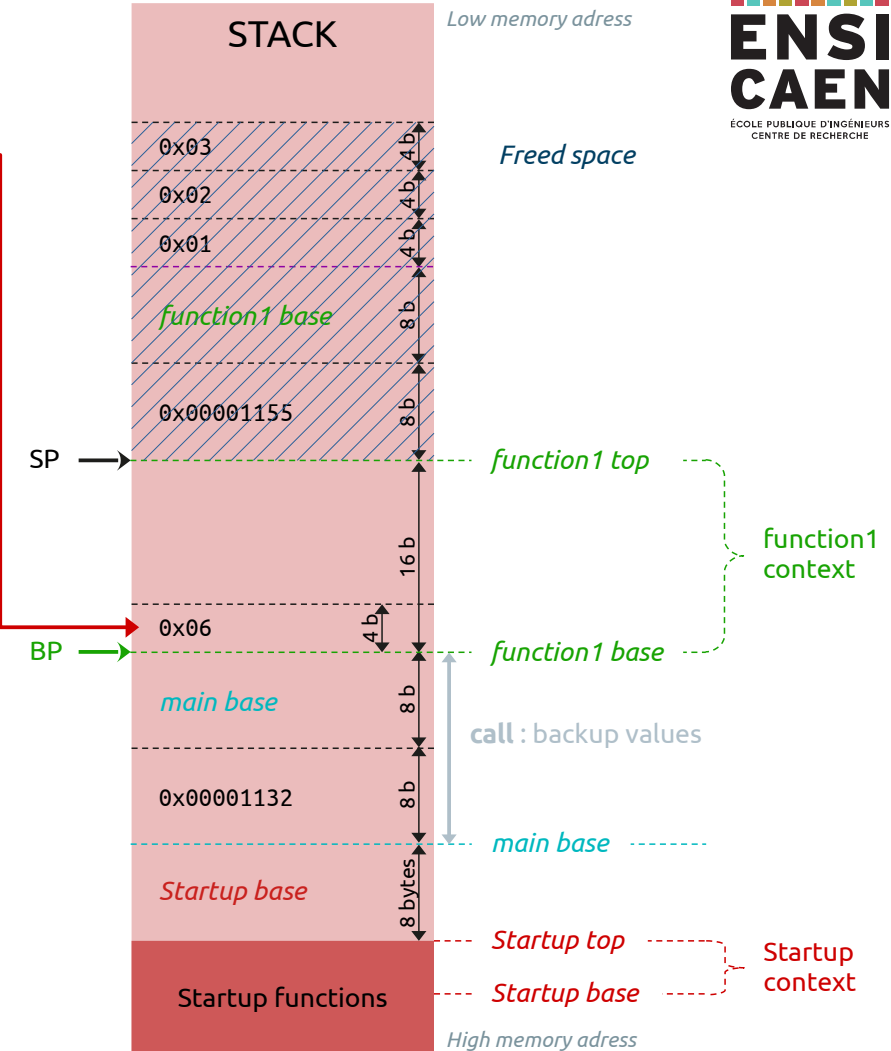 STACK
Low memory adress
ENSI
CAEN
ÉCOLE PUBLIQUE D'INGÉNIEURS
CENTRE DE RECHERCHE
0x03
4 b
Freed space
0x02
4 b
0x01
4 b
function1 base
8 b
0x00001155
8 b
SP
function1 top
16 b
function1
context
0x06
4 b
BP
function1 base
main base
8 b
call : backup values
0x00001132
8 b
main base
Startup base
8 bytes
Startup top
Startup
context
Startup functions
Startup base
High memory adress